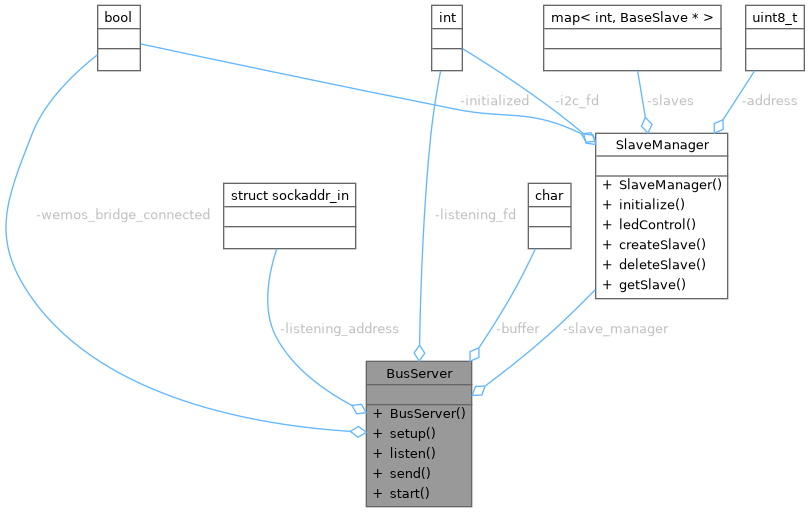 bool
int
map< int, BaseSlave * >
uint8_t
-initialized
-i2c_fd
-slaves
-address
SlaveManager
+ SlaveManager()
+ initialize()
+ ledControl()
+ createSlave()
+ deleteSlave()
+ getSlave()
struct sockaddr_in
char
-wemos_bridge_connected
-listening_fd
-listening_address
-buffer
-slave_manager
BusServer
+ BusServer()
+ setup()
+ listen()
+ send()
+ start()